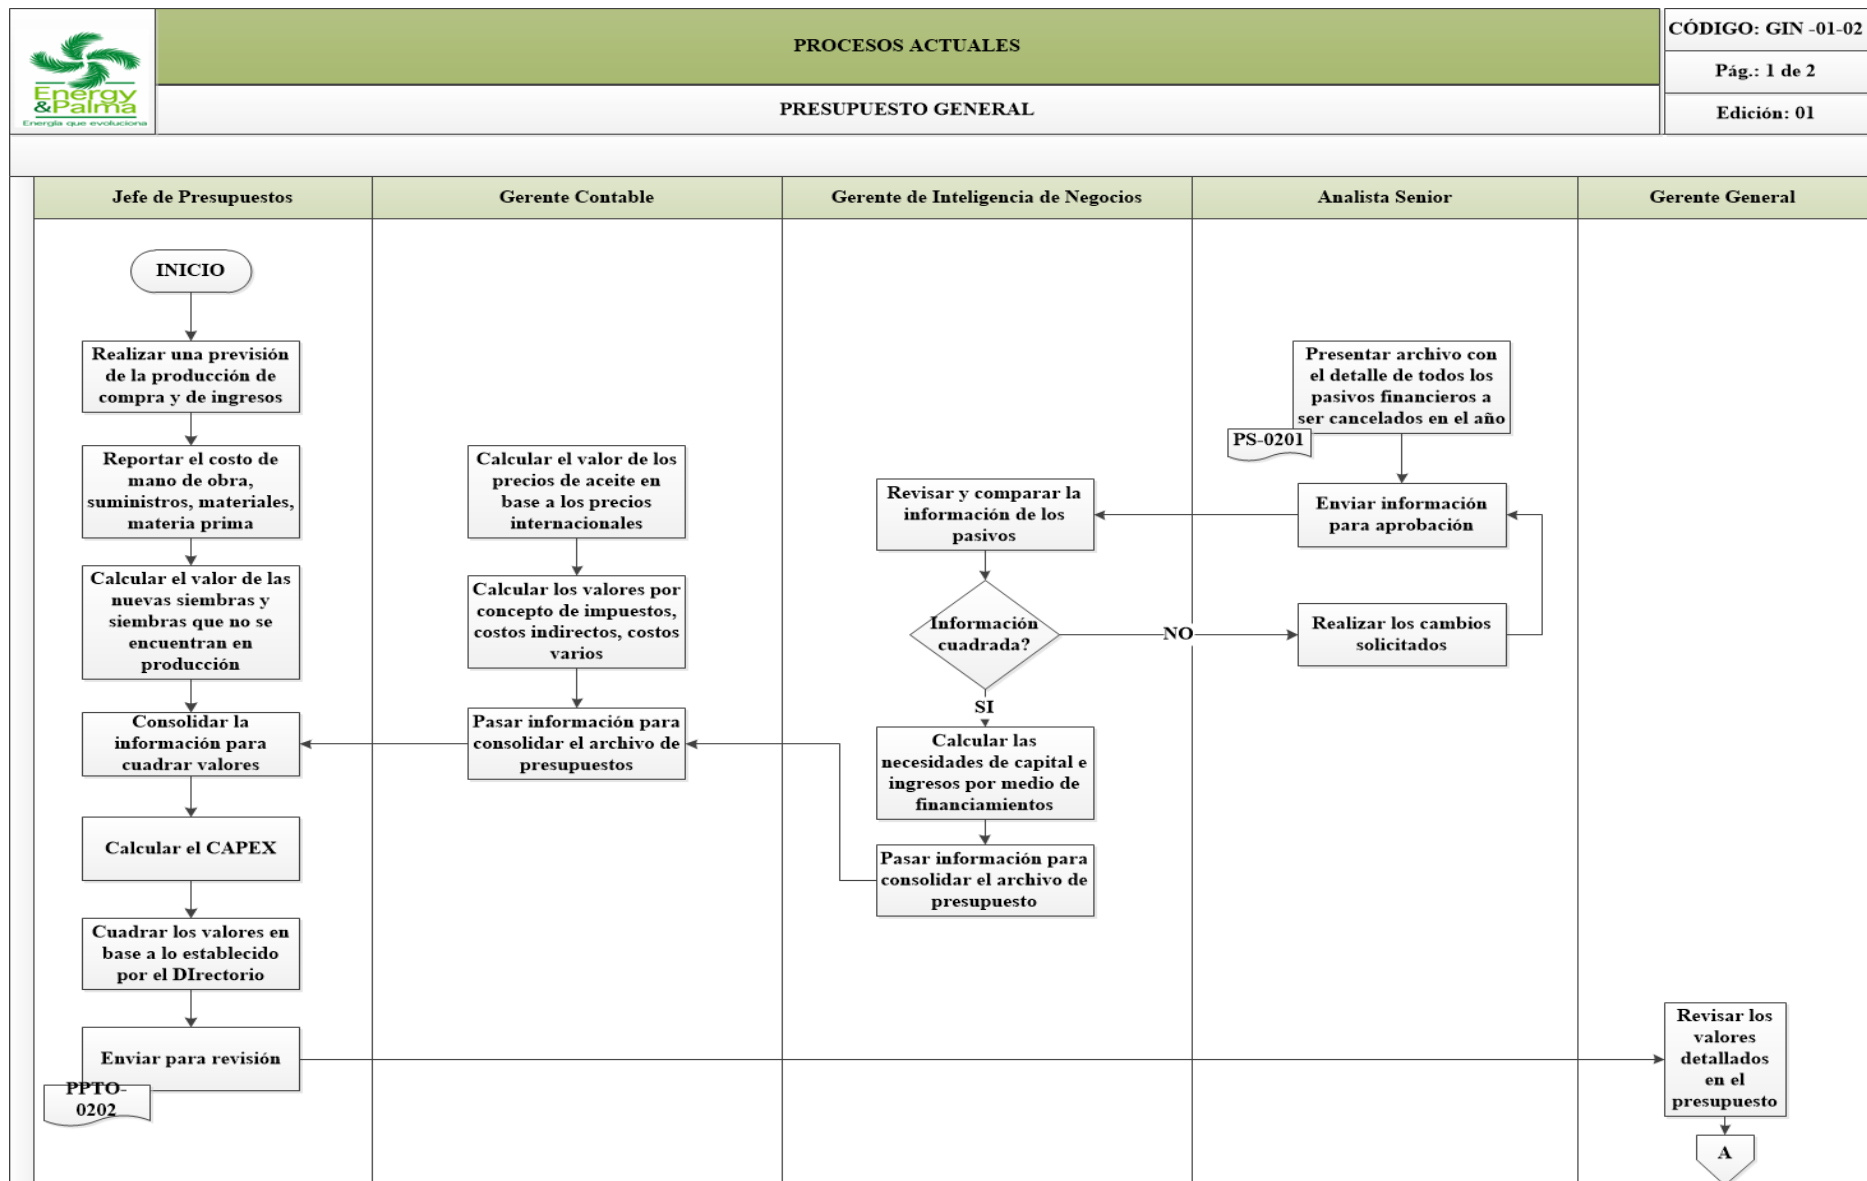 Energy
&Palma
Energía que evoluciona
PROCESOS ACTUALES
PRESUPUESTO GENERAL
CÓDIGO: GIN -01-02
Pág.: 1 de 2
Edición: 01
Jefe de Presupuestos
Gerente Contable
Gerente de Inteligencia de Negocios
Analista Senior
Gerente General
INICIO
Realizar una previsión
de la producción de
compra y de ingresos
Reportar el costo de
mano de obra,
suministros, materiales,
materia prima
Calcular el valor de las
nuevas siembras y
siembras que no se
encuentran en
producción
Consolidar la
información para
cuadrar valores
Calcular el CAPEX
Cuadrar los valores en
base a lo establecido
por el DIrectorio
Enviar para revisión
PPTO-
0202
Calcular el valor de los
precios de aceite en
base a los precios
internacionales
Calcular los valores por
concepto de impuestos,
costos indirectos, costos
varios
Pasar información para
consolidar el archivo de
presupuestos
Revisar y comparar la
información de los
pasivos
Información
cuadrada?
NO
SI
Calcular las
necesidades de capital e
ingresos por medio de
financiamientos
Pasar información para
consolidar el archivo de
presupuesto
Presentar archivo con
el detalle de todos los
pasivos financieros a
ser cancelados en el año
PS-0201
Enviar información
para aprobación
Realizar los cambios
solicitados
Revisar los
valores
detallados
en el
presupuesto
A